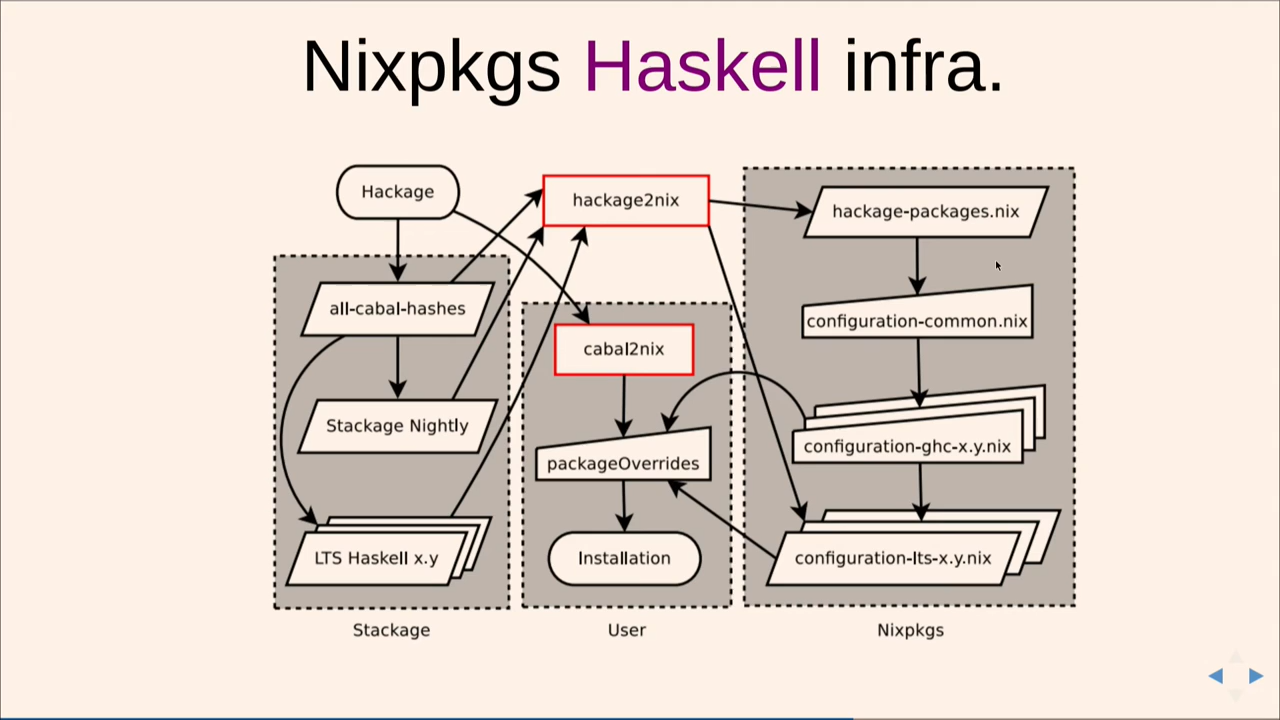 Nixpkgs Haskell infra.
Hackage
hackage2nix
hackage-packages.nix
all-cabal-hashes
configuration-common.nix
cabal2nix
Stackage Nightly
configuration-ghc-x.y.nix
packageOverrides
LTS Haskell x.y
Installation
configuration-lts-x.y.nix
Stackage
User
Nixpkgs